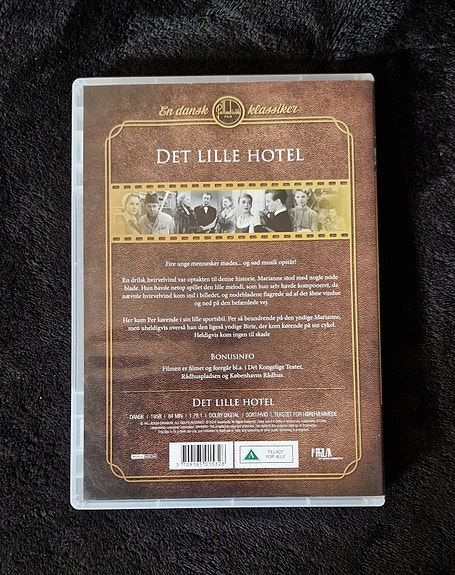 En dansk klassiker
DET LILLE HOTEL
Fire unge mennesker mødes... og sød musik opstår!
En drilsk hvirvelvind var optakten til denne historie. Marianne stod med nogle node-
blade. Hun havde netop spillet den lille melodi, som hun selv havde komponeret, da
næsvise hvirvelvind kom ind i billedet, og nodebladene flagrede ud af det åbne vindue
og ned på den befærdede vej.
Her kom Per kørende i sin lille sportsbil. Per så beundrende på den yndige Marianne,
men uheldigvis overså han den ligeså yndige Birte, der kom kørende på sin cykel.
Heldigvis kom ingen til skade
BONUSINFO
Filmen er filmet og foregår bl.a. i Det Kongelige Teater,
Rådhuspladsen og Københavns Rådhus.
DET LILLE HOTEL
DANSK | 1958 | 84 MIN | 1.78:1 | DOLBY DIGITAL | SORT/HVID | TEKSTET FOR HØREHÆMMEDE
5 709165 015328
TILLADT
FOR ALLE